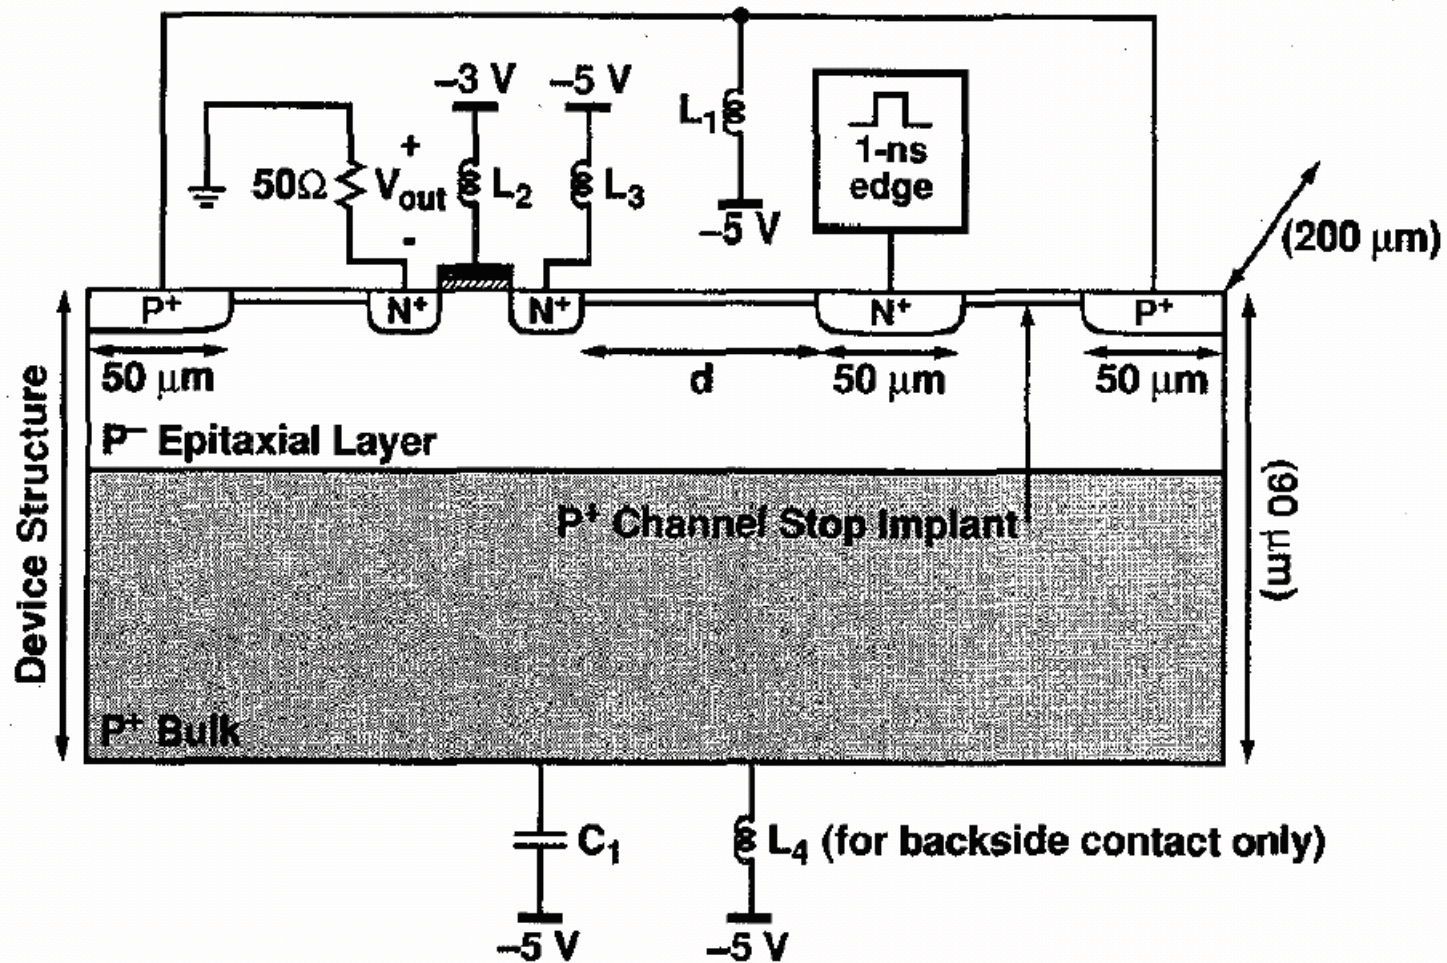 −3 V
−5 V
L₁
1-ns
edge
50Ω
+
Vout
-
L₂
L₃
−5 V
(200 μm)
P⁺
N⁺
N⁺
N⁺
P⁺
50 μm
d
50 μm
50 μm
Device Structure
P⁻ Epitaxial Layer
(90 μm)
P⁺ Channel Stop Implant
P⁺ Bulk
C₁
L₄ (for backside contact only)
−5 V
−5 V